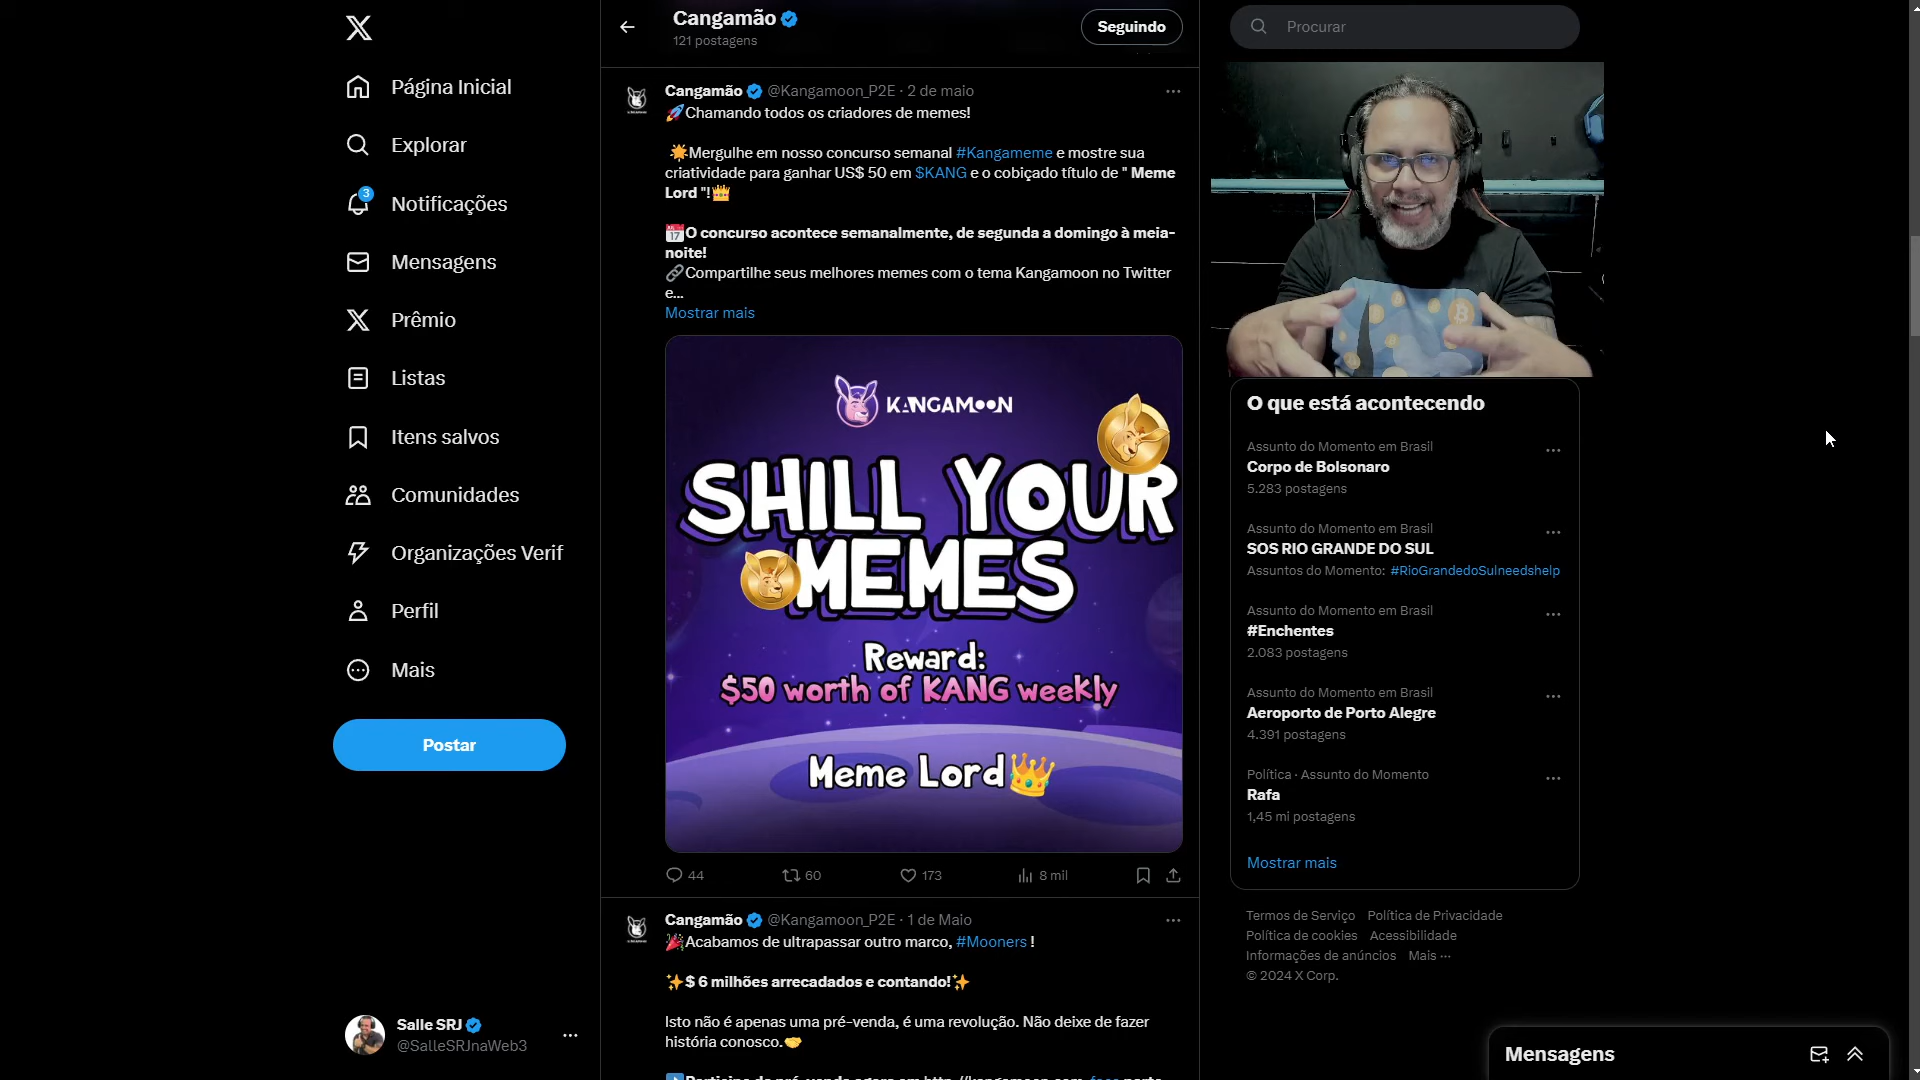 Página Inicial
Explorar
3
Notificações
Mensagens
Prêmio
Listas
Itens salvos
Comunidades
Organizações Verif
Perfil
Mais
Postar
Salle SRJ
@SalleSRJnaWeb3
Cangamão
121 postagens
Seguindo
Cangamão @Kangamoon_P2E · 2 de maio
🚀Chamando todos os criadores de memes!
🌟Mergulhe em nosso concurso semanal #Kangameme e mostre sua
criatividade para ganhar US$ 50 em $KANG e o cobiçado título de " Meme
Lord "!👑
📅O concurso acontece semanalmente, de segunda a domingo à meia-
noite!
🔗Compartilhe seus melhores memes com o tema Kangamoon no Twitter
e...
Mostrar mais
KANGAMOON
SHILL YOUR
MEMES
Reward:
$50 worth of KANG weekly
Meme Lord👑
44
60
173
8 mil
Cangamão @Kangamoon_P2E · 1 de Maio
🎉Acabamos de ultrapassar outro marco, #Mooners !
✨$ 6 milhões arrecadados e contando!✨
Isto não é apenas uma pré-venda, é uma revolução. Não deixe de fazer
história conosco.🤝
Procurar
O que está acontecendo
Assunto do Momento em Brasil
Corpo de Bolsonaro
5.283 postagens
Assunto do Momento em Brasil
SOS RIO GRANDE DO SUL
Assuntos do Momento: #RioGrandedoSulneedshelp
Assunto do Momento em Brasil
#Enchentes
2.083 postagens
Assunto do Momento em Brasil
Aeroporto de Porto Alegre
4.391 postagens
Política · Assunto do Momento
Rafa
1,45 mi postagens
Mostrar mais
Termos de Serviço Política de Privacidade
Política de cookies Acessibilidade
Informações de anúncios Mais ···
© 2024 X Corp.
Mensagens